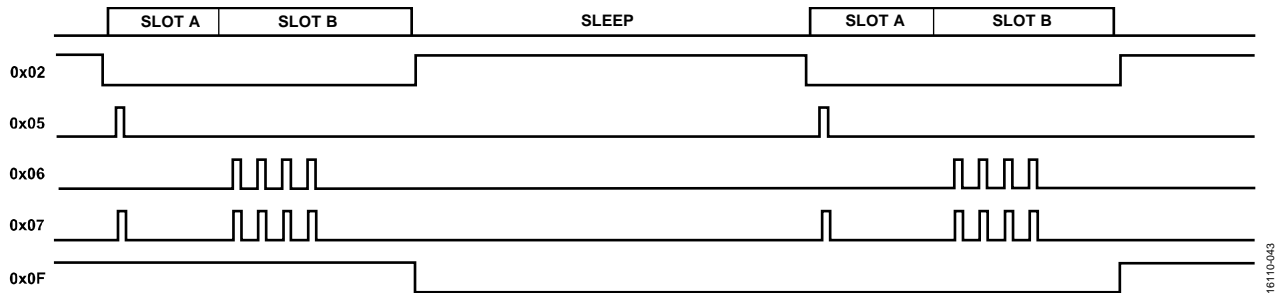 SLOT A SLOT B SLEEP SLOT A SLOT B
0x02
0x05
0x06
0x07
0x0F
16110-043